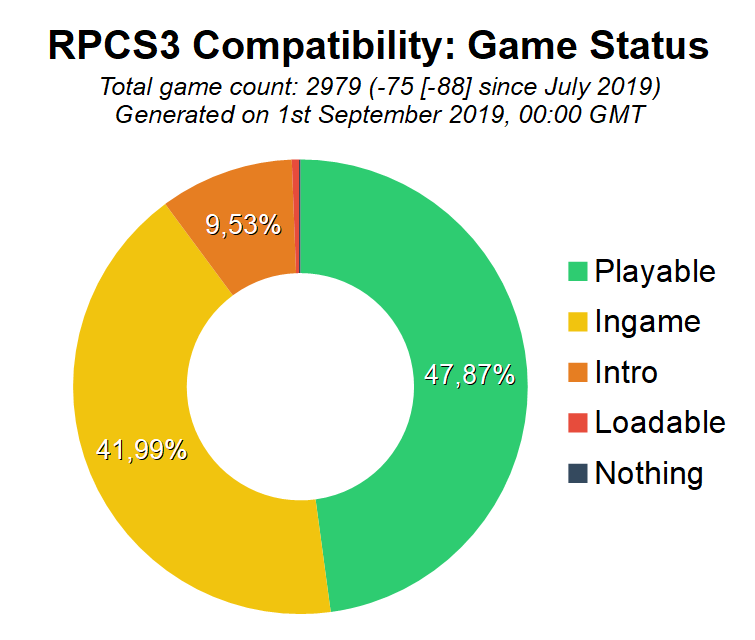 RPCS3 Compatibility: Game Status
Total game count: 2979 (-75 [-88] since July 2019)
Generated on 1st September 2019, 00:00 GMT
9,53%
47,87%
41,99%
Playable
Ingame
Intro
Loadable
Nothing